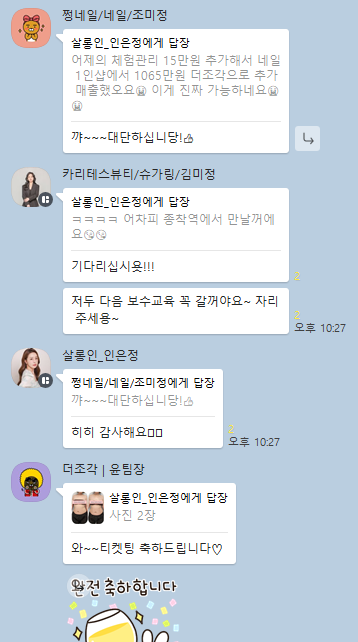 쩡네일/네일/조미정
살롱인_인은정에게 답장
어제의 체험관리 15만원 추가해서 네일
1인샵에서 1065만원 더조각으로 추가
매출했오요😭 이게 진짜 가능하네요😭
😭
꺄~~~대단하십니당!👍
카리테스뷰티/슈가링/김미정
살롱인_인은정에게 답장
ㅋㅋㅋㅋ 어차피 종착역에서 만날꺼에
요😘😘
기다리십시욧!!!
2
저두 다음 보수교육 꼭 갈꺼야요~ 자리
주세용~
2
오후 10:27
살롱인_인은정
쩡네일/네일/조미정에게 답장
꺄~~~대단하십니당!👍
히히 감사해요
2
오후 10:27
더조각 | 윤팀장
살롱인_인은정에게 답장
사진 2장
와~~티켓팅 축하드립니다♡
완전 축하합니다